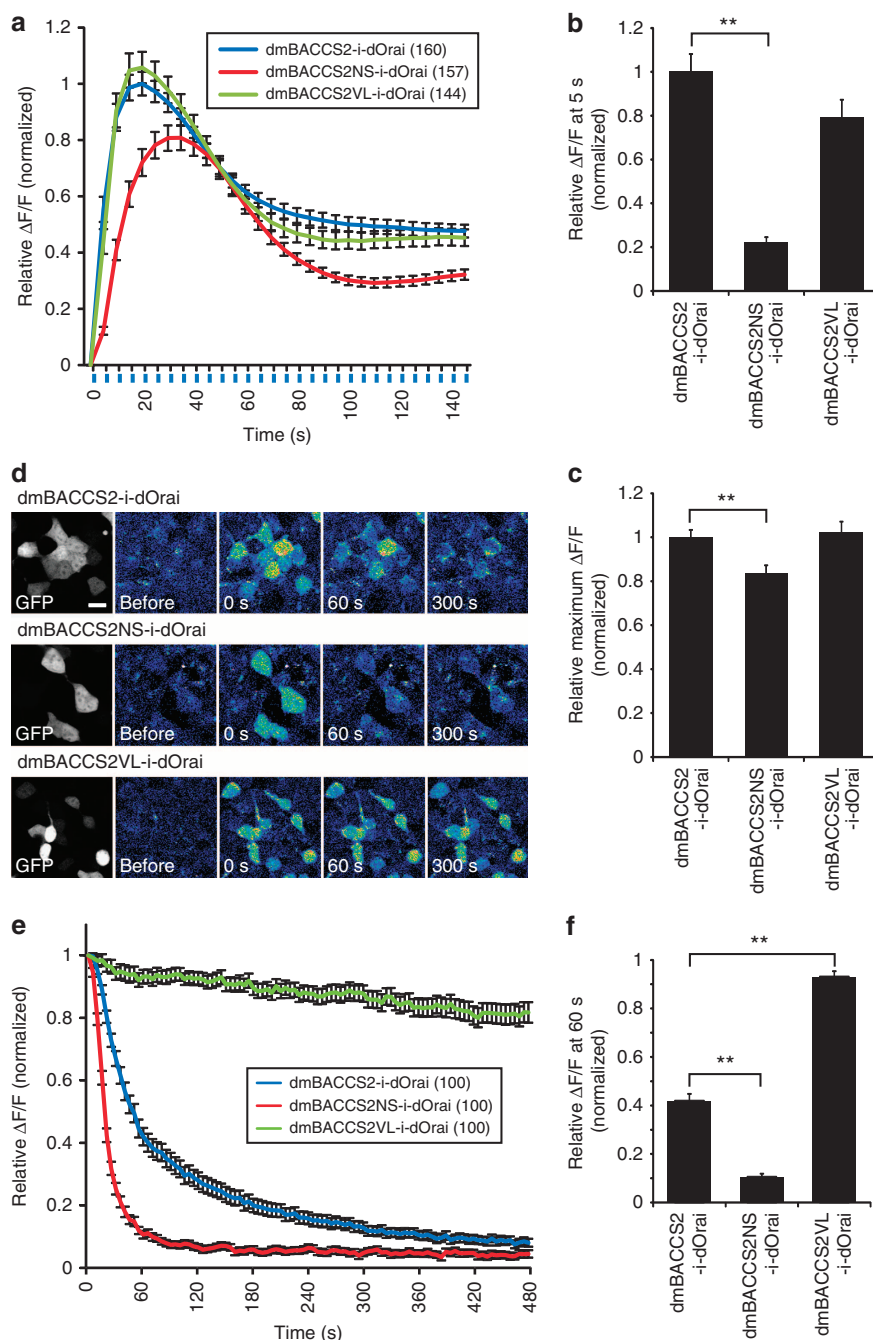 a
Relative ΔF/F (normalized)
1.2
1
0.8
0.6
0.4
0.2
0
dmBACCS2-i-dOrai (160)
dmBACCS2NS-i-dOrai (157)
dmBACCS2VL-i-dOrai (144)
0
20
40
60
80
100
120
140
Time (s)
b
Relative ΔF/F at 5 s
(normalized)
1.2
1
0.8
0.6
0.4
0.2
0
**
dmBACCS2
-i-dOrai
dmBACCS2NS
-i-dOrai
dmBACCS2VL
-i-dOrai
d
dmBACCS2-i-dOrai
GFP
Before
0 s
60 s
300 s
dmBACCS2NS-i-dOrai
GFP
Before
0 s
60 s
300 s
dmBACCS2VL-i-dOrai
GFP
Before
0 s
60 s
300 s
c
Relative maximum ΔF/F
(normalized)
1.2
1
0.8
0.6
0.4
0.2
0
**
dmBACCS2
-i-dOrai
dmBACCS2NS
-i-dOrai
dmBACCS2VL
-i-dOrai
e
Relative ΔF/F (normalized)
1
0.8
0.6
0.4
0.2
0
dmBACCS2-i-dOrai (100)
dmBACCS2NS-i-dOrai (100)
dmBACCS2VL-i-dOrai (100)
0
60
120
180
240
300
360
420
480
Time (s)
f
Relative ΔF/F at 60 s
(normalized)
1
0.8
0.6
0.4
0.2
0
**
**
dmBACCS2
-i-dOrai
dmBACCS2NS
-i-dOrai
dmBACCS2VL
-i-dOrai